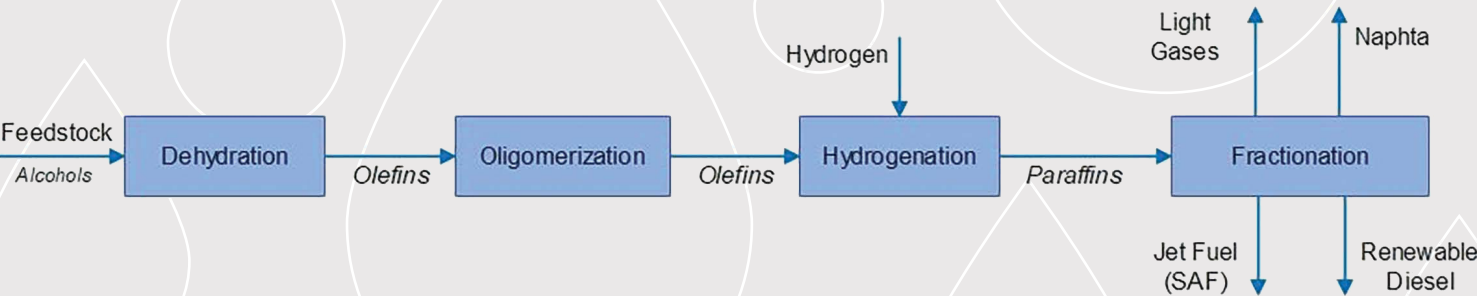 Feedstock
Alcohols
Dehydration
Olefins
Oligomerization
Olefins
Hydrogen
Hydrogenation
Paraffins
Fractionation
Light
Gases
Naphta
Jet Fuel
(SAF)
Renewable
Diesel